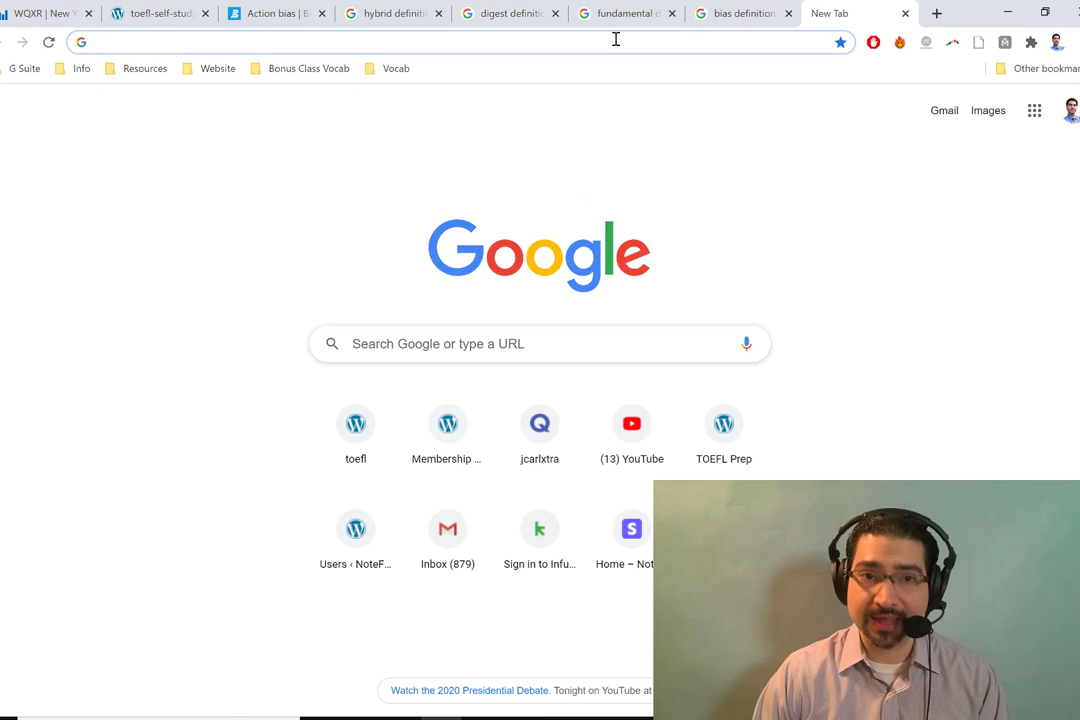 WQXR | New Y
toefl-self-stud
Action bias | B
hybrid definiti
digest definitio
fundamental d
bias definition
New Tab
G Suite
Info
Resources
Website
Bonus Class Vocab
Vocab
Other bookmar
Gmail
Images
Google
Search Google or type a URL
toefl
Membership ...
jcarlxtra
(13) YouTube
TOEFL Prep
Users ‹ NoteF...
Inbox (879)
Sign in to Infu...
Home – Not
Watch the 2020 Presidential Debate. Tonight on YouTube at